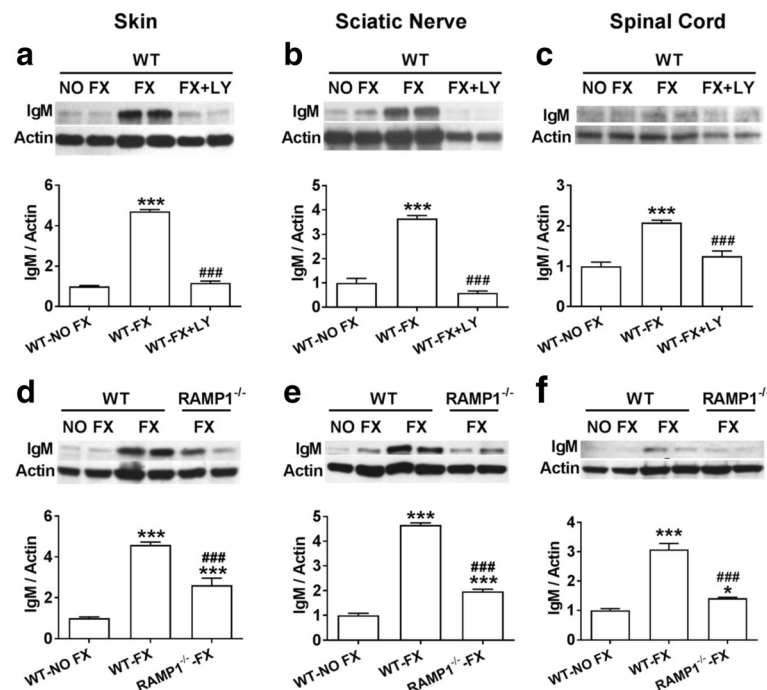 Skin Sciatic Nerve Spinal Cord
a b c
WT WT WT
NO FX FX FX+LY NO FX FX FX+LY NO FX FX FX+LY
IgM IgM IgM
Actin Actin Actin
IgM / Actin
6
4
2
0
***
###
WT-NO FX WT-FX WT-FX+LY
IgM / Actin
5
4
3
2
1
0
***
###
WT-NO FX WT-FX WT-FX+LY
IgM / Actin
3
2
1
0
***
###
WT-NO FX WT-FX WT-FX+LY
d e f
WT RAMP1-/- WT RAMP1-/- WT RAMP1-/-
NO FX FX FX NO FX FX FX NO FX FX FX
IgM IgM IgM
Actin Actin Actin
IgM / Actin
6
4
2
0
***
###
***
WT-NO FX WT-FX RAMP1-/--FX
IgM / Actin
5
4
3
2
1
0
***
###
***
WT-NO FX WT-FX RAMP1-/--FX
IgM / Actin
4
3
2
1
0
***
###
*
WT-NO FX WT-FX RAMP1-/--FX